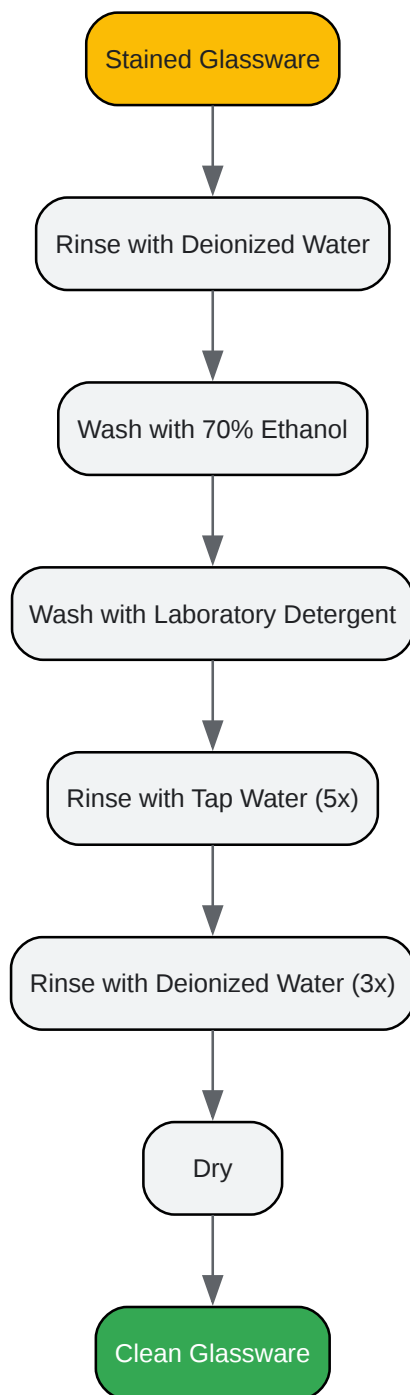 Stained Glassware
Rinse with Deionized Water
Wash with 70% Ethanol
Wash with Laboratory Detergent
Rinse with Tap Water (5x)
Rinse with Deionized Water (3x)
Dry
Clean Glassware